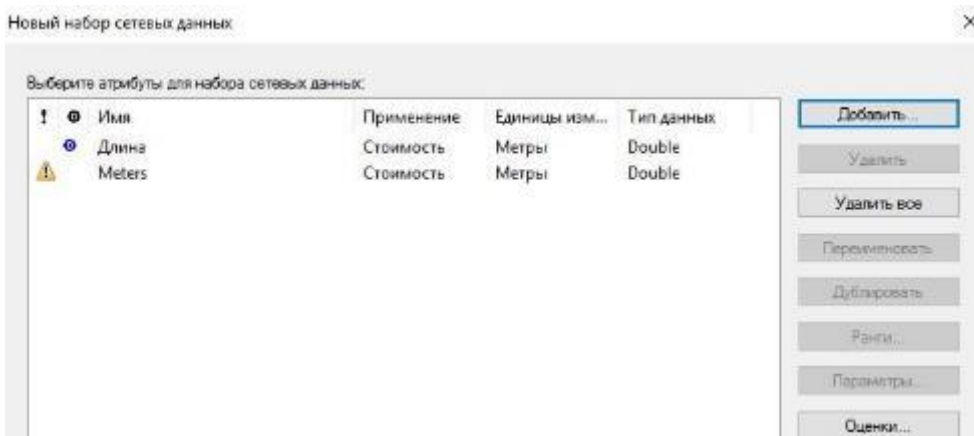 Новый набор сетевых данных
Выберите атрибуты для набора сетевых данных:
! Имя Применение Единицы изм... Тип данных
Длина Стоимость Метры Double
Meters Стоимость Метры Double
Добавить...
Удалить
Удалить все
Переименовать
Дублировать
Ранги...
Параметры...
Оценки...